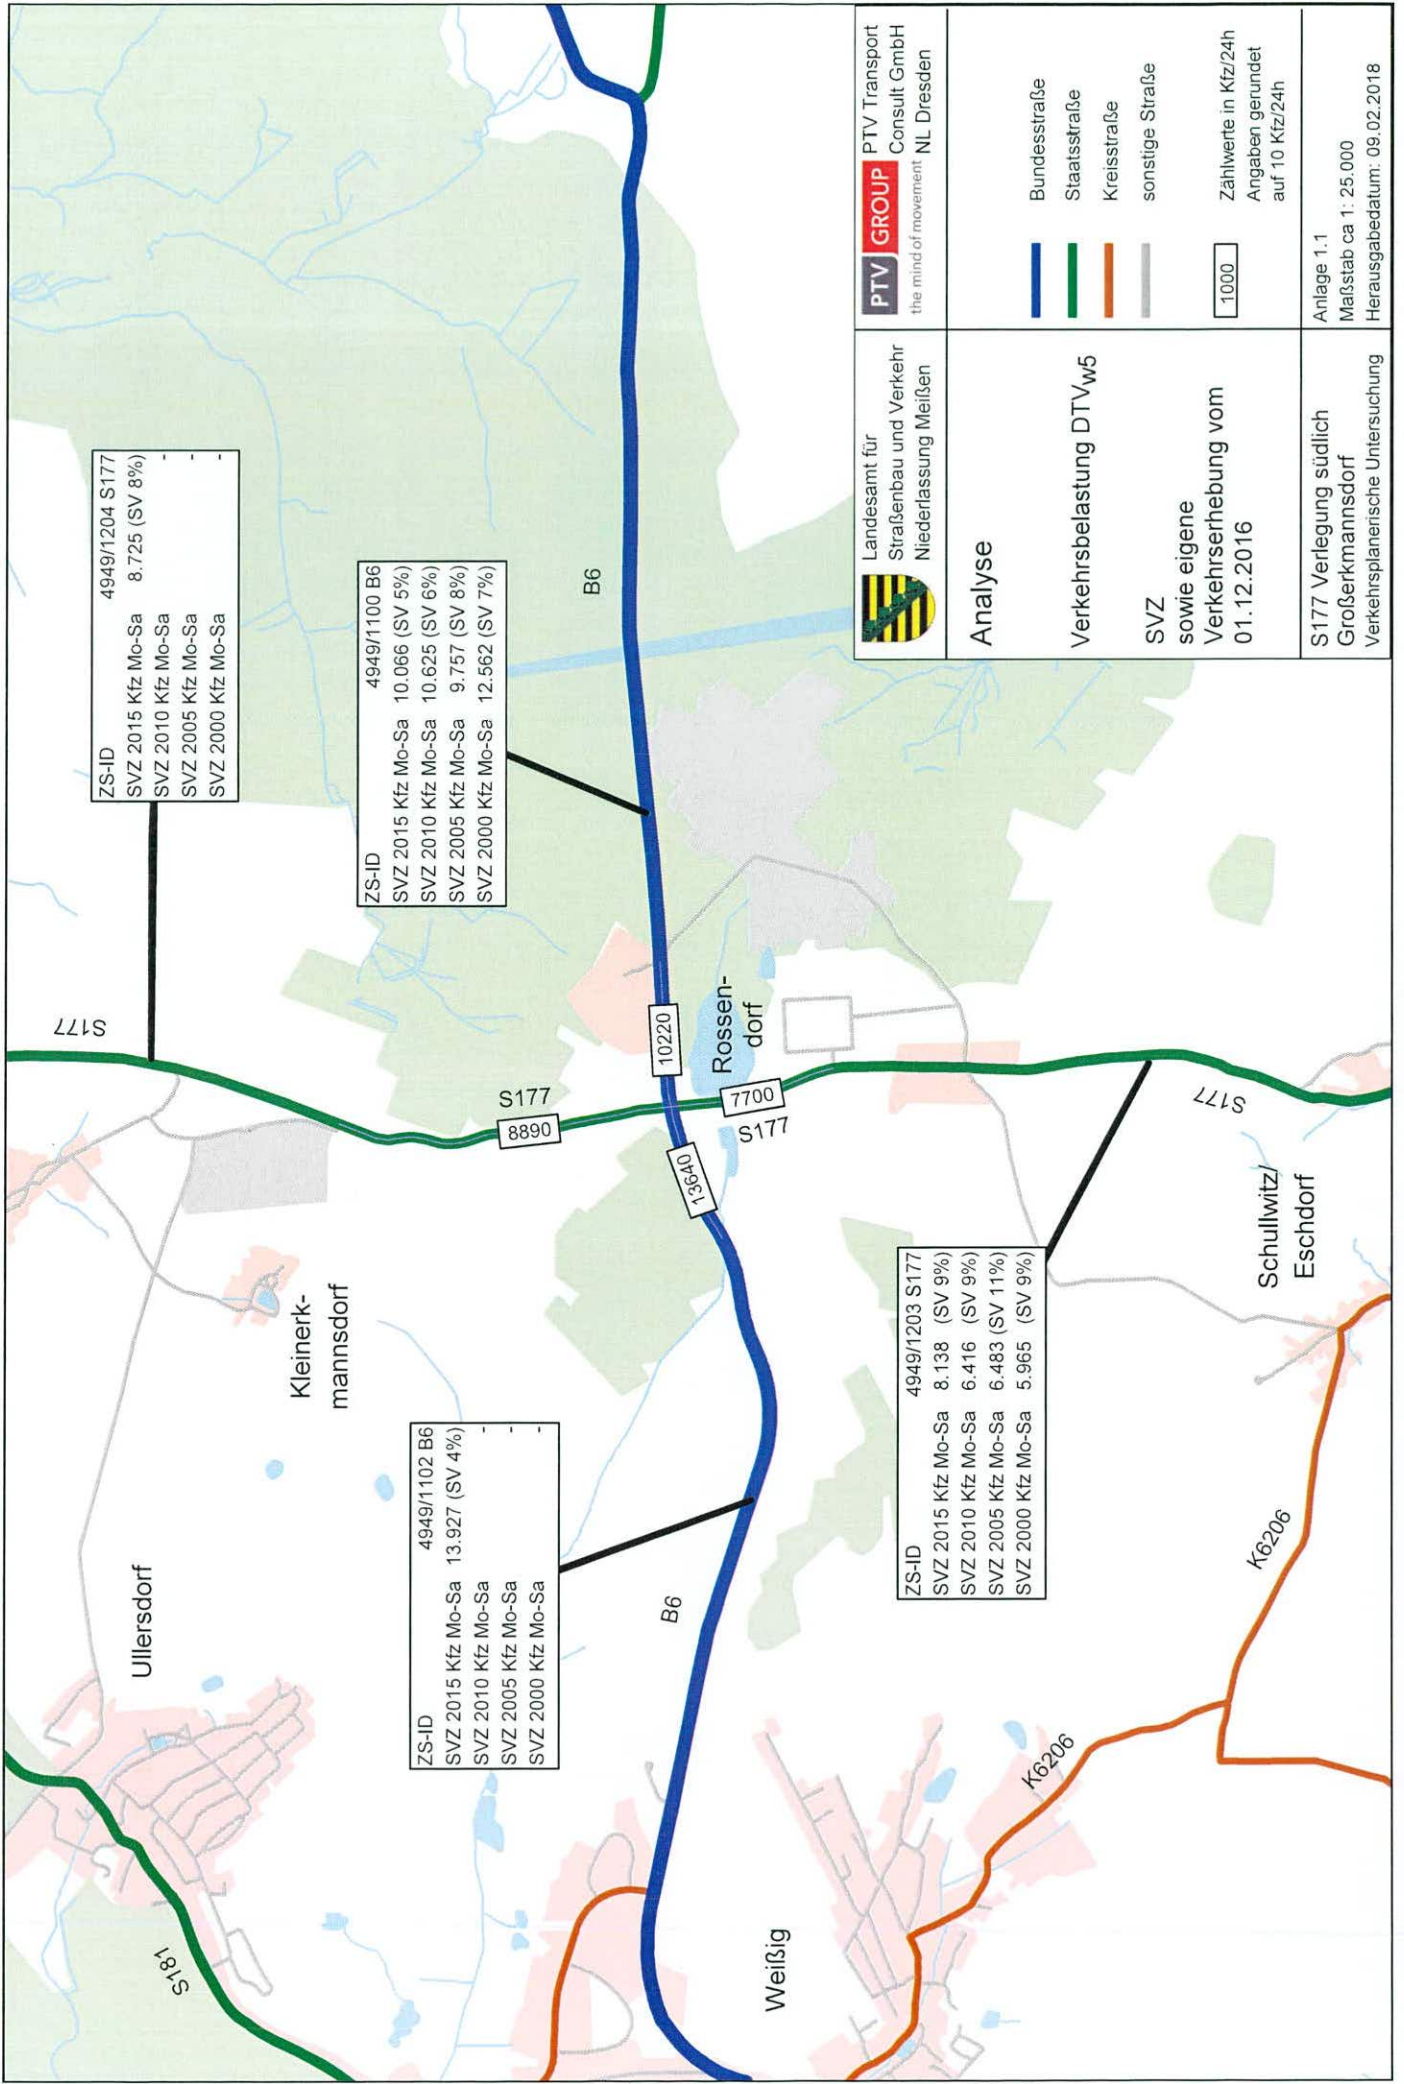 S181
Ullersdorf
Kleinerk-
mannsdorf
S177
ZS-ID 4949/1204 S177
SVZ 2015 Kfz Mo-Sa 8.725 (SV 8%)
SVZ 2010 Kfz Mo-Sa -
SVZ 2005 Kfz Mo-Sa -
SVZ 2000 Kfz Mo-Sa -
ZS-ID 4949/1102 B6
SVZ 2015 Kfz Mo-Sa 13.927 (SV 4%)
SVZ 2010 Kfz Mo-Sa -
SVZ 2005 Kfz Mo-Sa -
SVZ 2000 Kfz Mo-Sa -
ZS-ID 4949/1100 B6
SVZ 2015 Kfz Mo-Sa 10.066 (SV 5%)
SVZ 2010 Kfz Mo-Sa 10.625 (SV 6%)
SVZ 2005 Kfz Mo-Sa 9.757 (SV 8%)
SVZ 2000 Kfz Mo-Sa 12.562 (SV 7%)
S177
8890
B6
B6
13640
10220
7700
S177
Rossen-
dorf
Weißig
ZS-ID 4949/1203 S177
SVZ 2015 Kfz Mo-Sa 8.138 (SV 9%)
SVZ 2010 Kfz Mo-Sa 6.416 (SV 9%)
SVZ 2005 Kfz Mo-Sa 6.483 (SV 11%)
SVZ 2000 Kfz Mo-Sa 5.965 (SV 9%)
K6206
K6206
S177
Schullwitz/
Eschdorf
Landesamt für
Straßenbau und Verkehr
Niederlassung Meißen
PTV GROUP
the mind of movement
PTV Transport
Consult GmbH
NL Dresden
Analyse
Verkehrsbelastung DTVw5
SVZ
sowie eigene
Verkehrserhebung vom
01.12.2016
Bundesstraße
Staatsstraße
Kreisstraße
sonstige Straße
1000
Zählwerte in Kfz/24h
Angaben gerundet
auf 10 Kfz/24h
S177 Verlegung südlich
Großerkmannsdorf
Verkehrsplanerische Untersuchung
Anlage 1.1
Maßstab ca 1: 25.000
Herausgabedatum: 09.02.2018